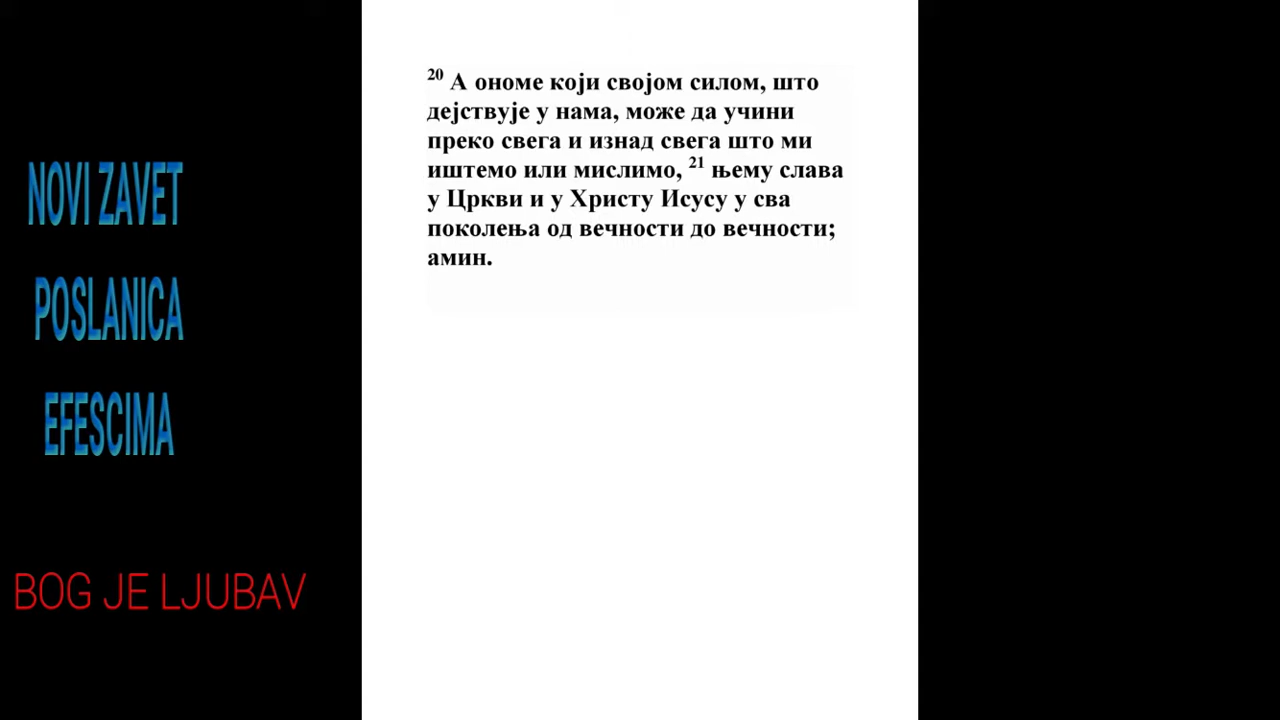 NOVI ZAVET
POSLANICA
EFESCIMA
BOG JE LJUBAV
20 А ономе који својом силом, што
дејствује у нама, може да учини
преко свега и изнад свега што ми
иштемо или мислимо, 21 њему слава
у Цркви и у Христу Исусу у сва
поколења од вечности до вечности;
амин.